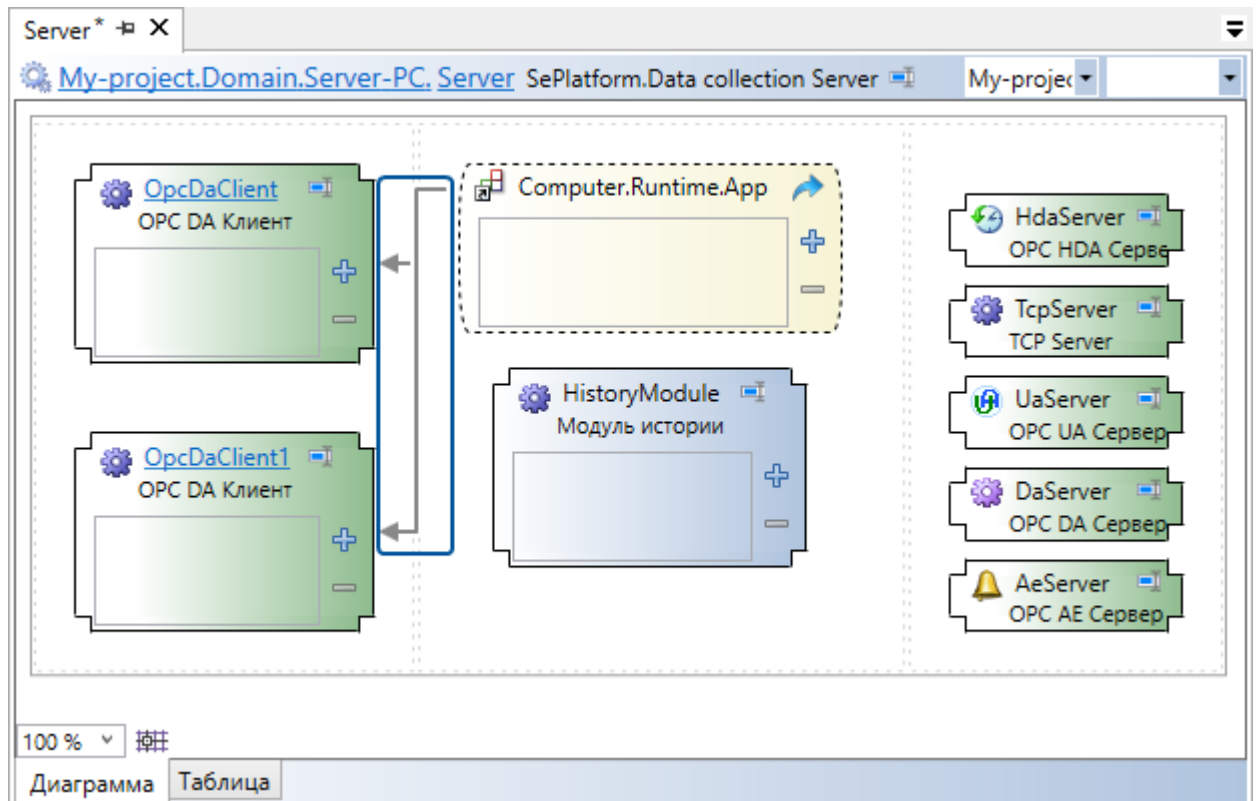 Server*
My-project.Domain.Server-PC. Server SePlatform.Data collection Server My-projec
OpcDaClient
OPC DA Клиент
OpcDaClient1
OPC DA Клиент
Computer.Runtime.App
HistoryModule
Модуль истории
HdaServer
OPC HDA Серве
TcpServer
TCP Server
UaServer
OPC UA Сервер
DaServer
OPC DA Сервер
AeServer
OPC AE Сервер
100 %
Диаграмма Таблица